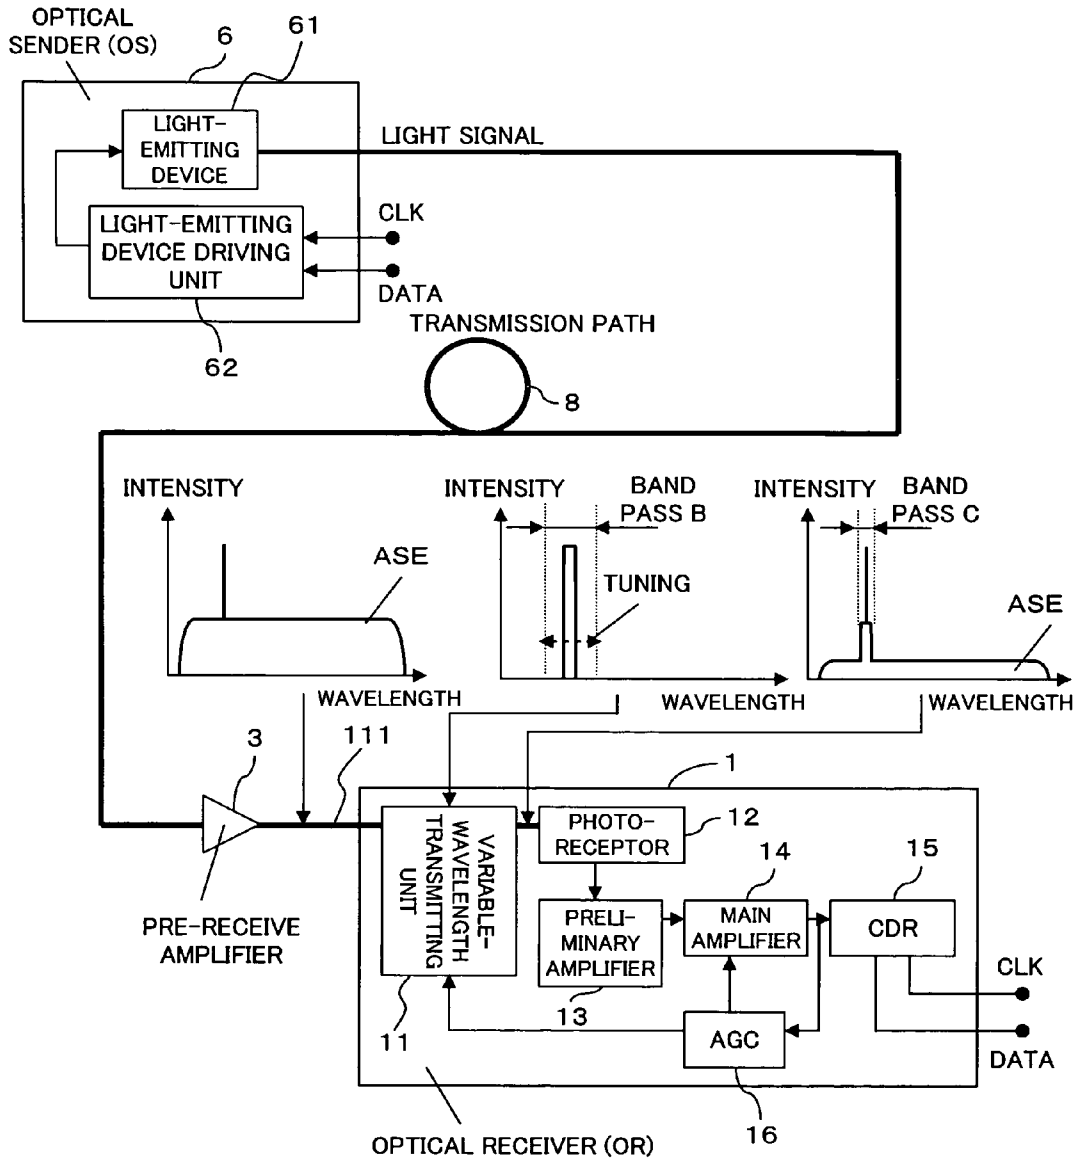 OPTICAL
SENDER (OS)
6
61
LIGHT-
EMITTING
DEVICE
LIGHT SIGNAL
LIGHT-EMITTING
DEVICE DRIVING
UNIT
CLK
DATA
62
TRANSMISSION PATH
8
INTENSITY
ASE
WAVELENGTH
INTENSITY
BAND
PASS B
TUNING
WAVELENGTH
INTENSITY
BAND
PASS C
ASE
WAVELENGTH
3
111
1
PRE-RECEIVE
AMPLIFIER
VARIABLE-
WAVELENGTH
TRANSMITTING
UNIT
11
PHOTO-
RECEPTOR
12
PRELI-
MINARY
AMPLIFIER
13
MAIN
AMPLIFIER
14
CDR
15
CLK
DATA
AGC
16
OPTICAL RECEIVER (OR)